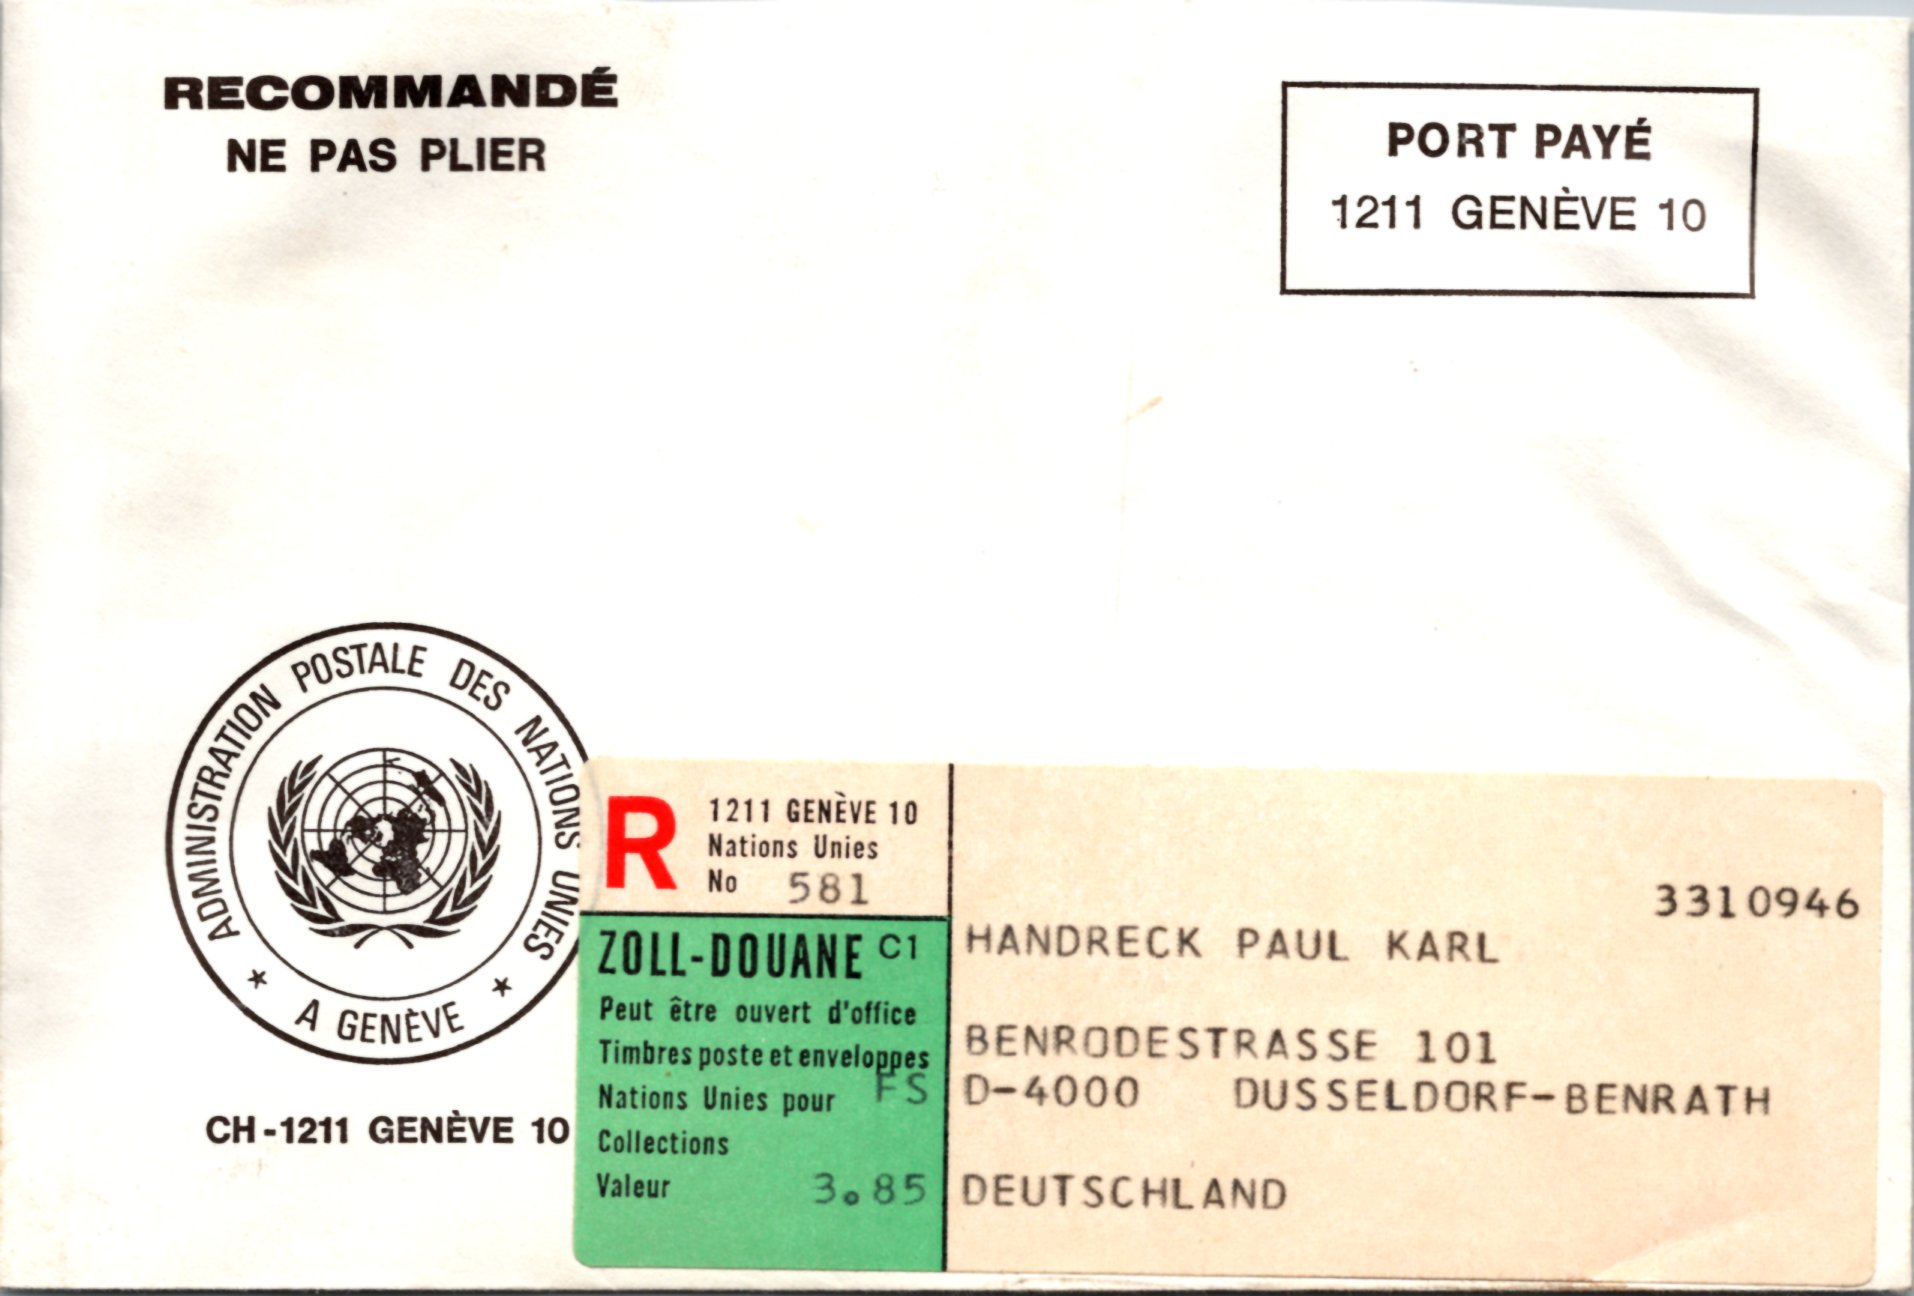 RECOMMANDÉ
NE PAS PLIER
PORT PAYÉ
1211 GENÈVE 10
ADMINISTRATION POSTALE DES NATIONS UNIES
★ A GENÈVE ★
CH-1211 GENÈVE 10
R
1211 GENÈVE 10
Nations Unies
No 581
ZOLL-DOUANE C1
Peut être ouvert d'office
Timbres poste et enveloppes
Nations Unies pour FS
Collections
Valeur 3.85
3310946
HANDRECK PAUL KARL
BENRODESTRASSE 101
D-4000 DUSSELDORF-BENRATH
DEUTSCHLAND